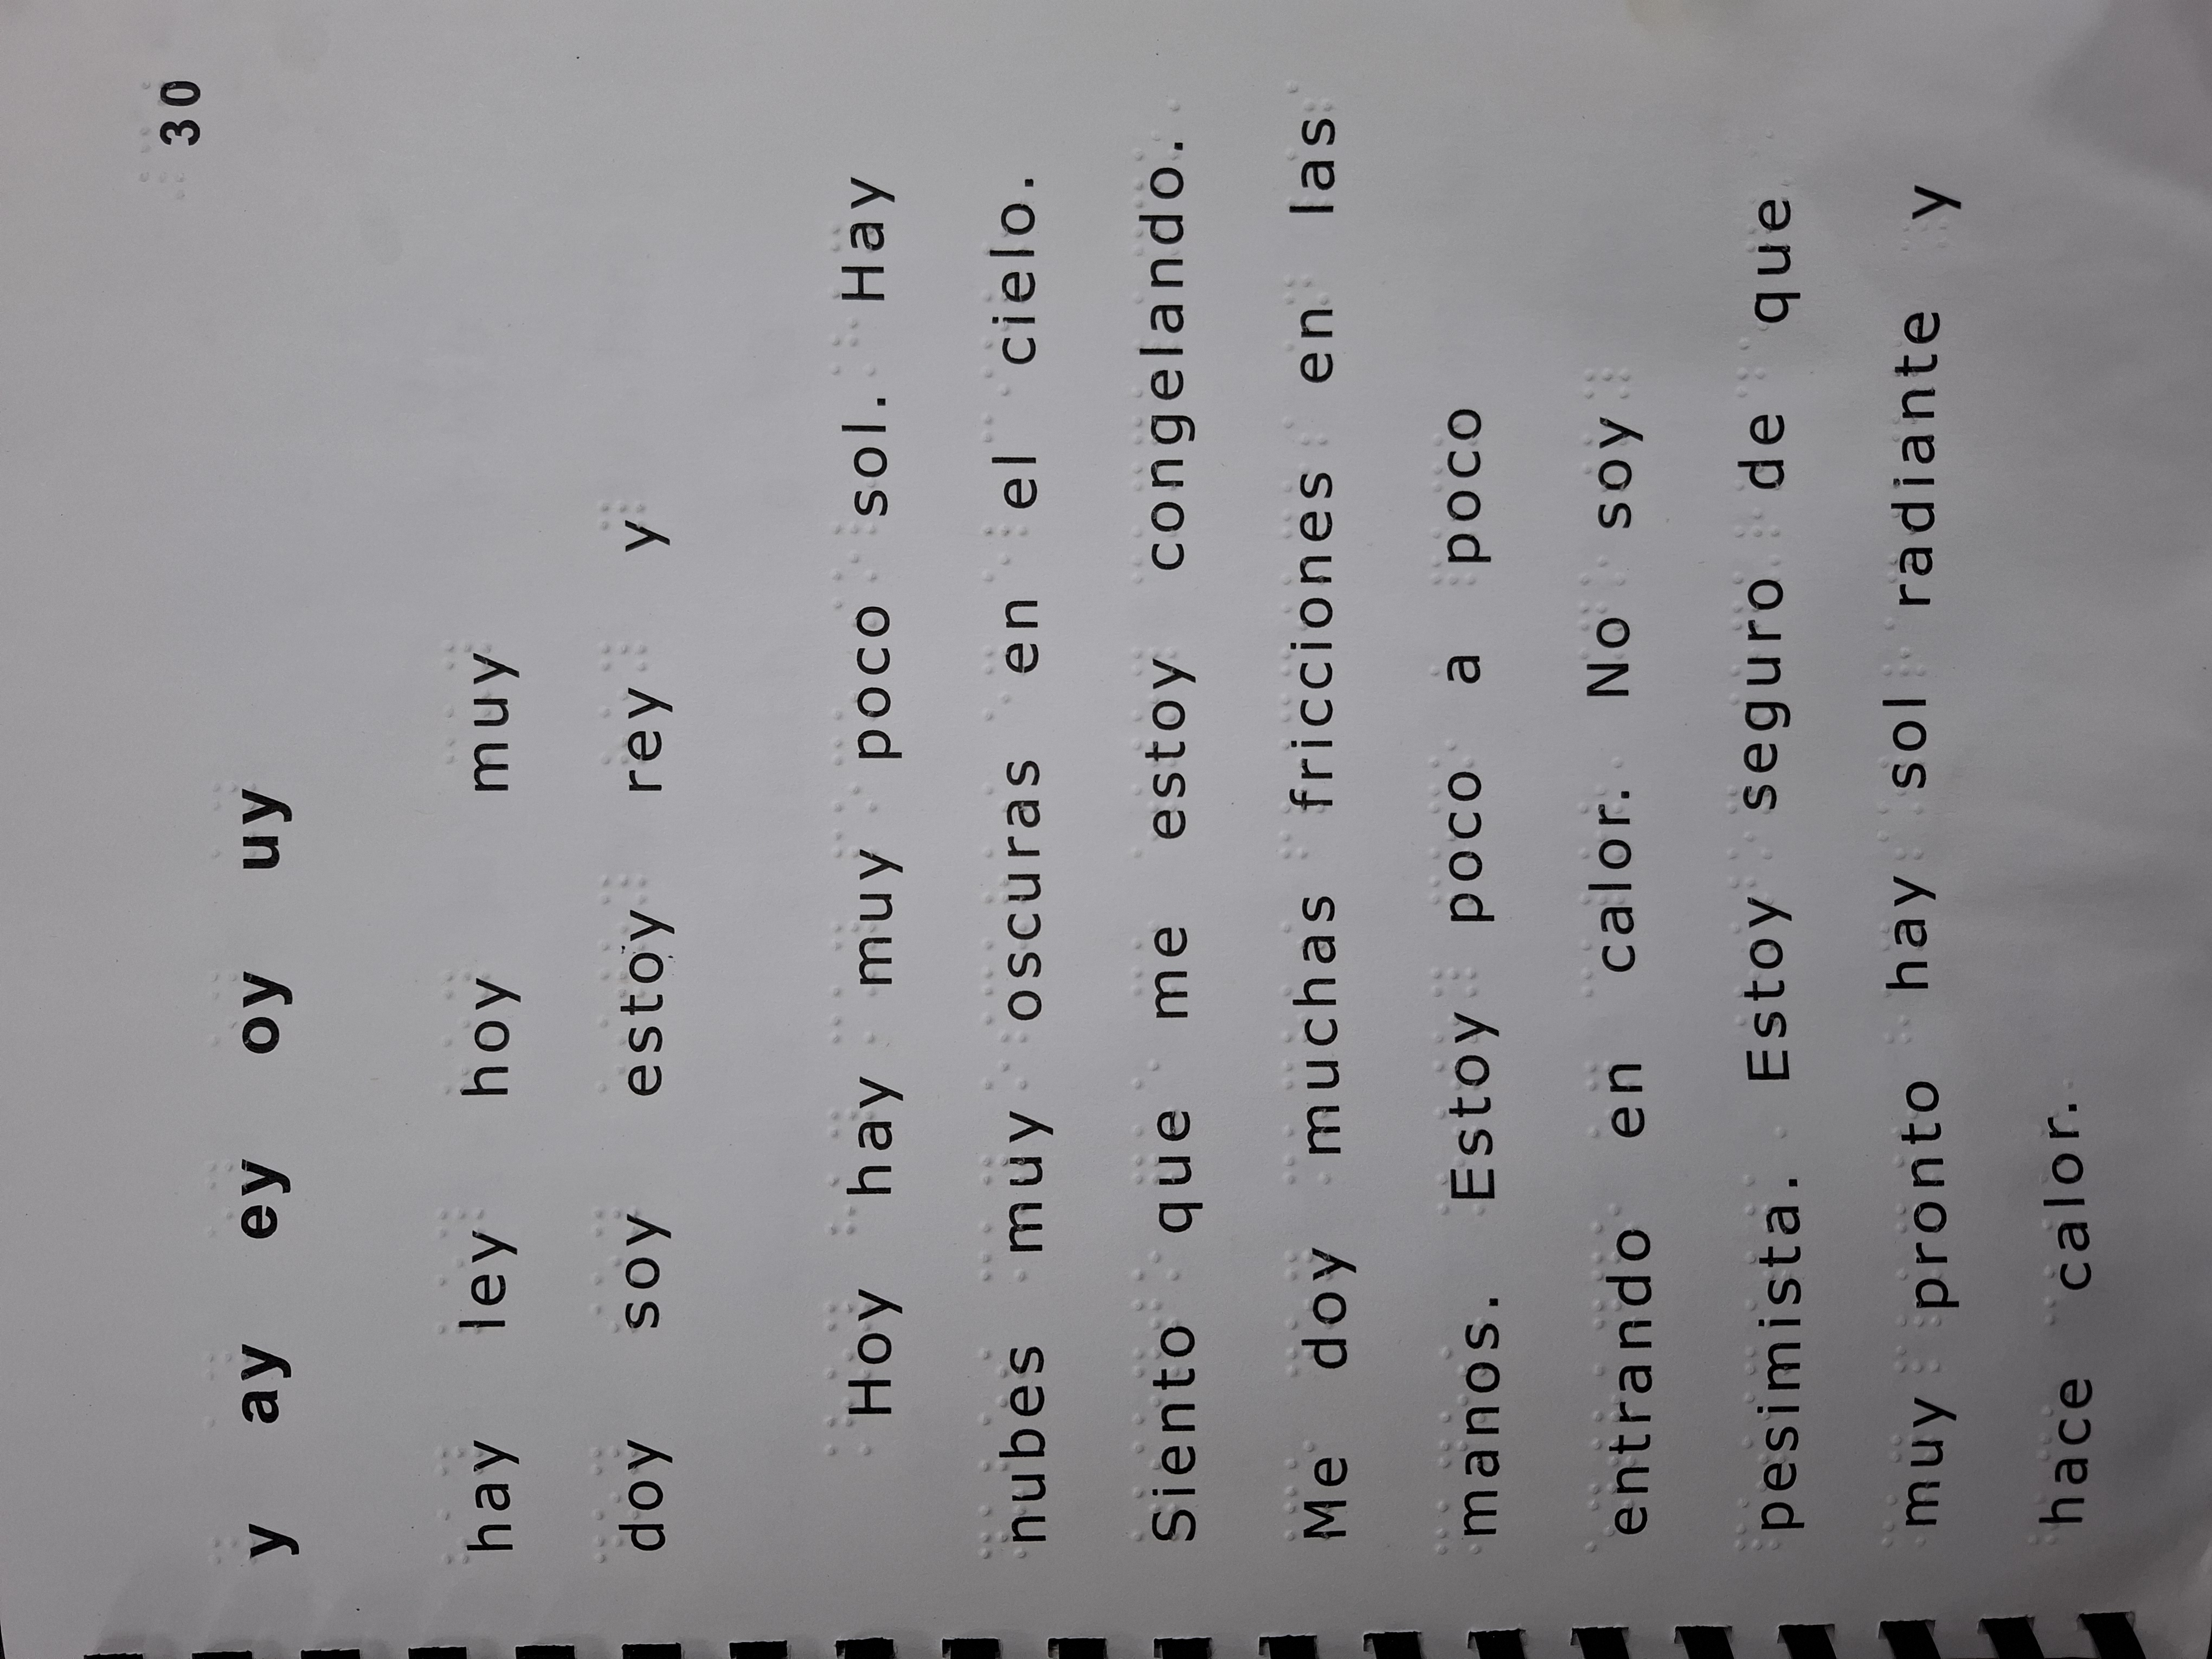 30
y ay ey oy uy
hay ley hoy muy
doy soy estoy rey y
Hoy hay muy poco sol. Hay
nubes muy oscuras en el cielo.
Siento que me estoy congelando.
Me doy muchas fricciones en las
manos. Estoy poco a poco
entrando en calor. No soy
pesimista. Estoy seguro de que
muy pronto hay sol radiante y
hace calor.